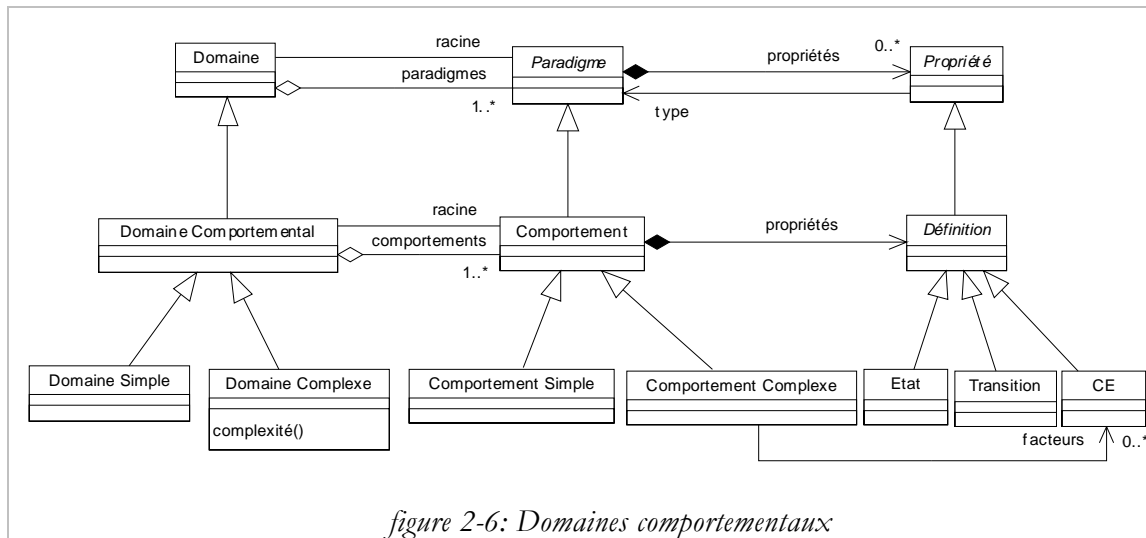 racine
0..*
Domaine
Paradigme
propriétés
Propriété
paradigmes
1..*
type
racine
propriétés
Domaine Comportemental
Comportement
Définition
comportements
1..*
Domaine Simple
Domaine Complexe
Comportement Simple
Comportement Complexe
Etat
Transition
CE
complexité()
facteurs
0..*
figure 2-6: Domaines comportementaux